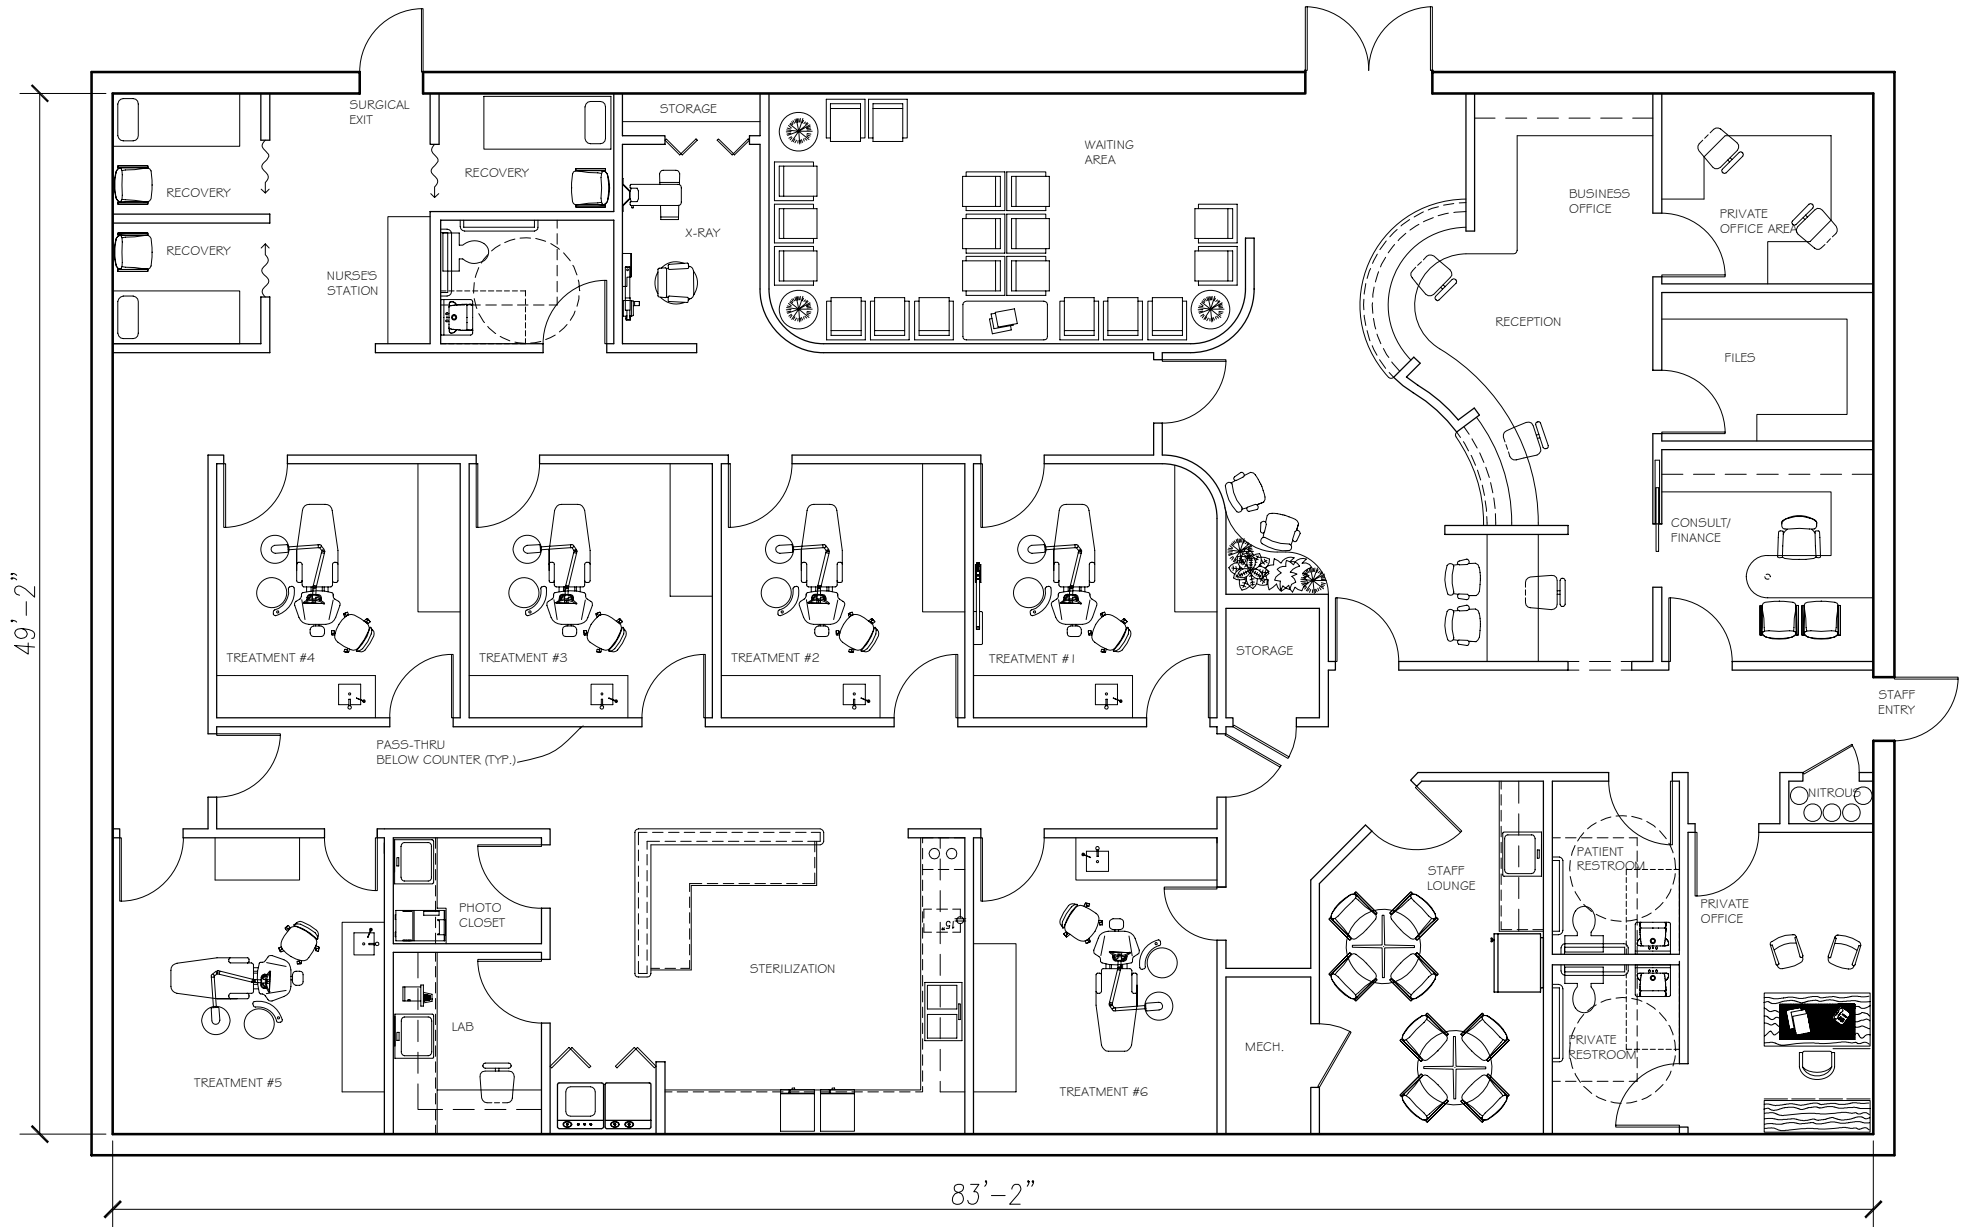 SURGICAL
EXIT
STORAGE
WAITING
AREA
RECOVERY
RECOVERY
BUSINESS
OFFICE
PRIVATE
OFFICE AREA
X-RAY
RECOVERY
NURSE'S
STATION
RECEPTION
FILES
CONSULT/
FINANCE
49'-2"
TREATMENT #4
TREATMENT #3
TREATMENT #2
TREATMENT #1
STORAGE
STAFF
ENTRY
PASS-THRU
BELOW COUNTER (TYP.)
NITROUS
PATIENT
RESTROOM
STAFF
LOUNGE
PHOTO
CLOSET
PRIVATE
OFFICE
15"
STERILIZATION
LAB
MECH.
PRIVATE
RESTROOM
TREATMENT #5
TREATMENT #6
83'-2"